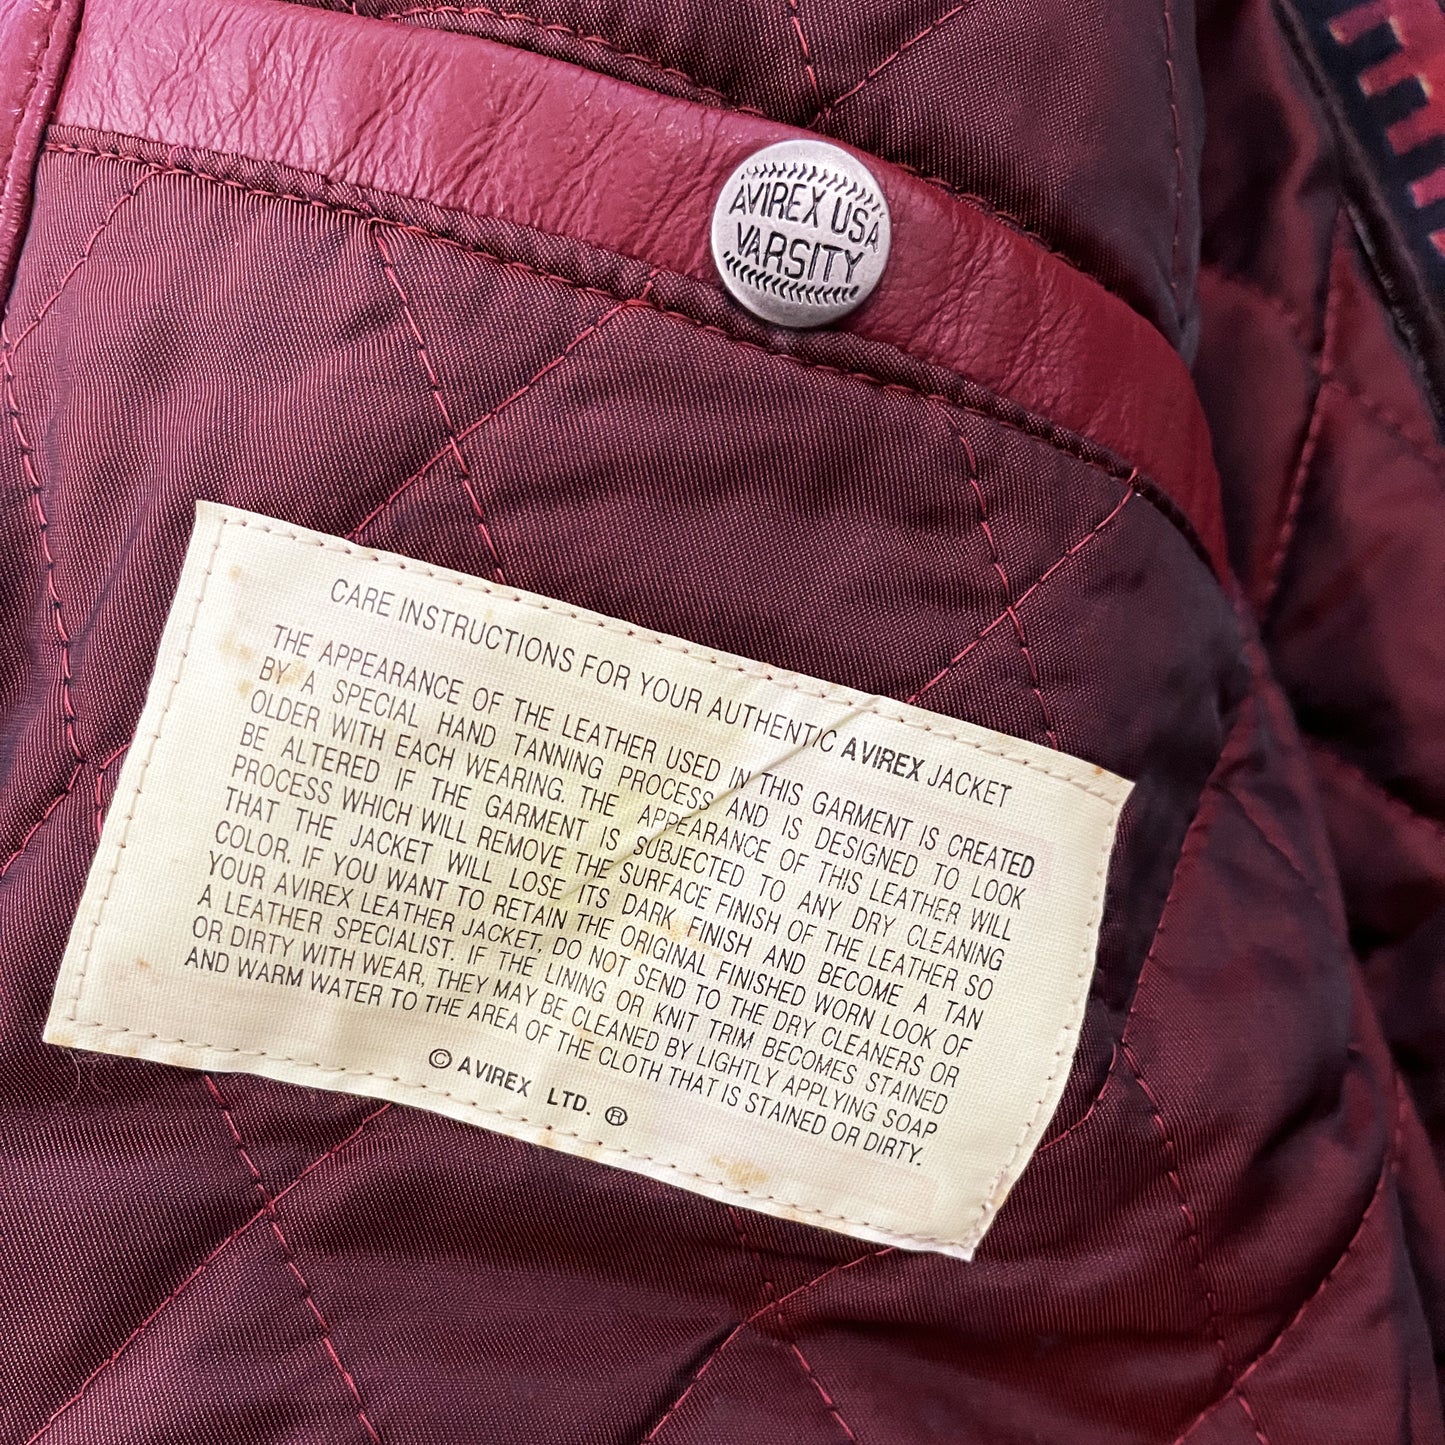 AVIREX USA
VARSITY
CARE INSTRUCTIONS FOR YOUR AUTHENTIC AVIREX JACKET
THE APPEARANCE OF THE LEATHER USED IN THIS GARMENT IS CREATED
BY A SPECIAL HAND TANNING PROCESS AND IS DESIGNED TO LOOK
OLDER WITH EACH WEARING. THE APPEARANCE OF THIS LEATHER WILL
BE ALTERED IF THE GARMENT IS SUBJECTED TO ANY DRY CLEANING
PROCESS WHICH WILL REMOVE THE SURFACE FINISH OF THE LEATHER SO
THAT THE JACKET WILL LOSE ITS DARK FINISH AND BECOME A TAN
COLOR. IF YOU WANT TO RETAIN THE ORIGINAL FINISHED WORN LOOK OF
YOUR AVIREX LEATHER JACKET, DO NOT SEND TO THE DRY CLEANERS OR
A LEATHER SPECIALIST. IF THE LINING OR KNIT TRIM BECOMES STAINED
OR DIRTY WITH WEAR, THEY MAY BE CLEANED BY LIGHTLY APPLYING SOAP
AND WARM WATER TO THE AREA OF THE CLOTH THAT IS STAINED OR DIRTY.
© AVIREX LTD. ®